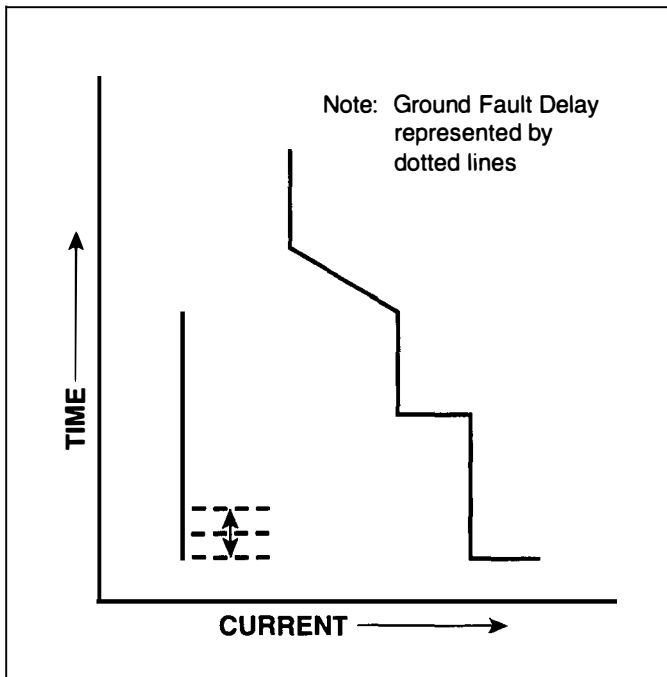 Note: Ground Fault Delay
represented by
dotted lines
TIME
CURRENT